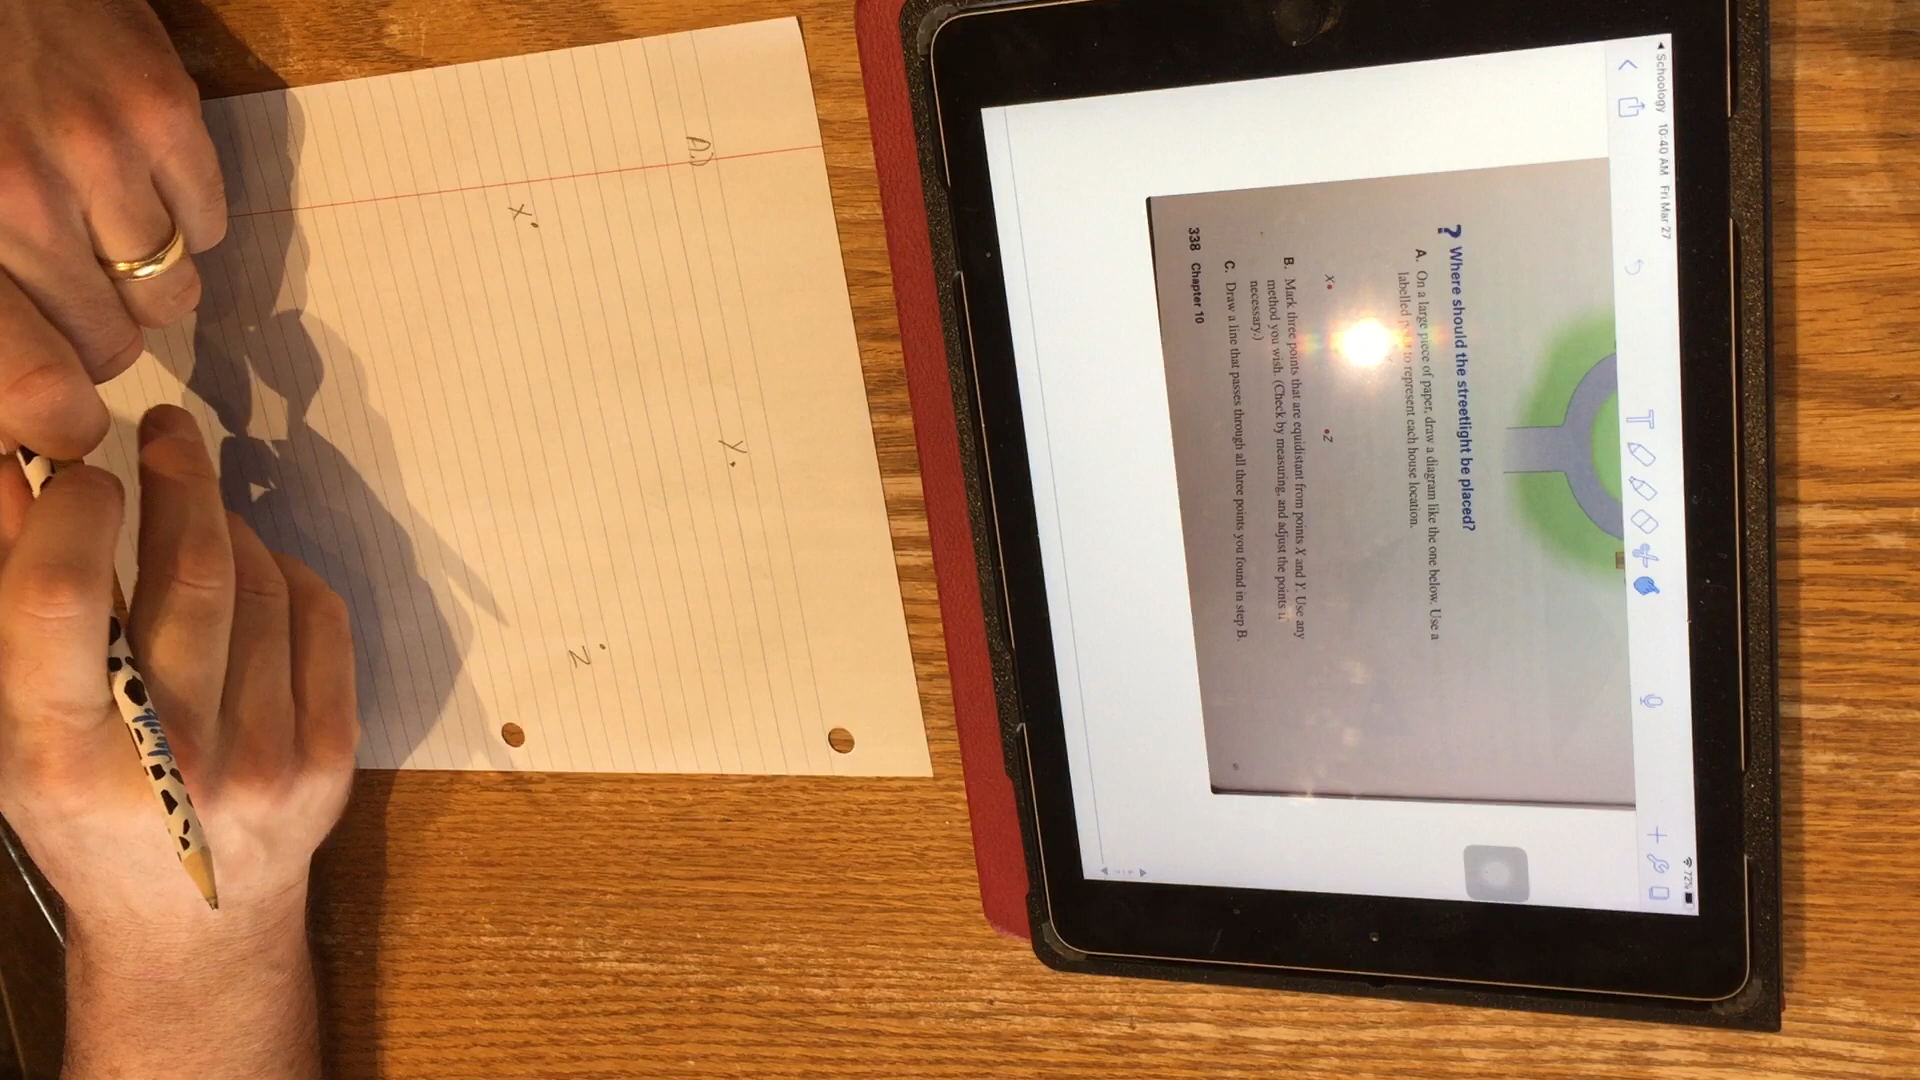 Schoology 10:40 AM Fri Mar 27
72%
? Where should the streetlight be placed?
A. On a large piece of paper, draw a diagram like the one below. Use a
labelled to represent each house location.
X
Z
B. Mark three points that are equidistant from points X and Y. Use any
method you wish. (Check by measuring, and adjust the points if
necessary.)
C. Draw a line that passes through all three points you found in step B.
338 Chapter 10
A.)
Y
X
Z